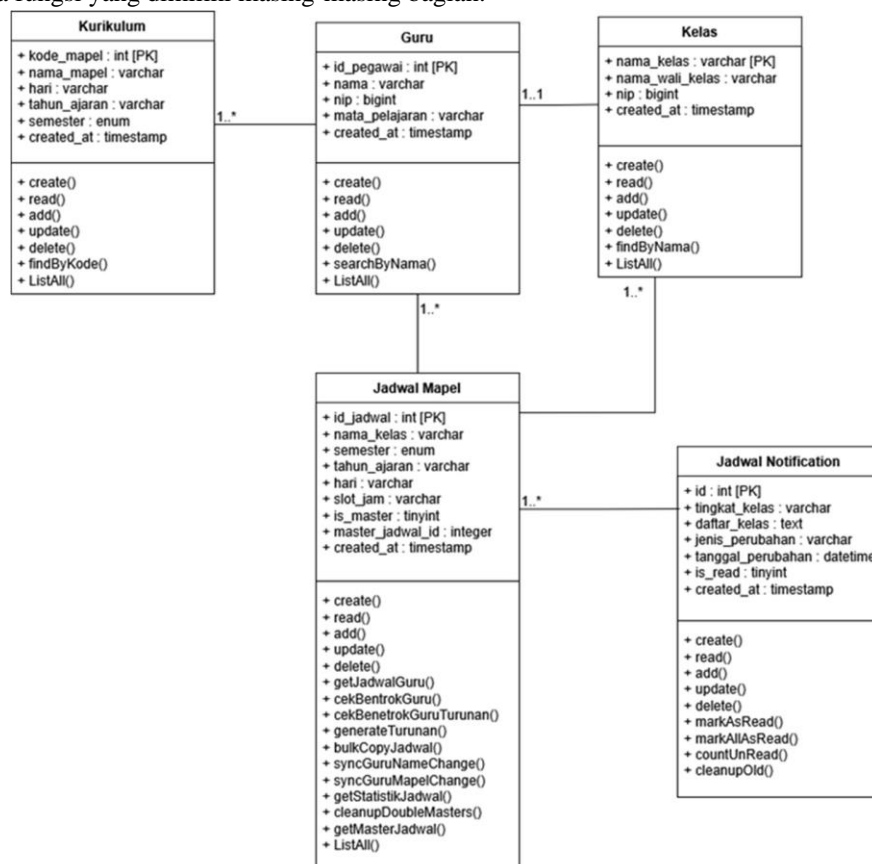 a fungsi yang dimiliki masing-masing bagian.
Kurikulum
+ kode_mapel : int [PK]
+ nama_mapel : varchar
+ hari : varchar
+ tahun_ajaran : varchar
+ semester : enum
+ created_at : timestamp
+ create()
+ read()
+ add()
+ update()
+ delete()
+ findByKode()
+ ListAll()
1..*
Guru
+ id_pegawai : int [PK]
+ nama : varchar
+ nip : bigint
+ mata_pelajaran : varchar
+ created_at : timestamp
+ create()
+ read()
+ add()
+ update()
+ delete()
+ searchByNama()
+ ListAll()
1..1
1..*
Kelas
+ nama_kelas : varchar [PK]
+ nama_wali_kelas : varchar
+ nip : bigint
+ created_at : timestamp
+ create()
+ read()
+ add()
+ update()
+ delete()
+ findByNama()
+ ListAll()
1..*
Jadwal Mapel
+ id_jadwal : int [PK]
+ nama_kelas : varchar
+ semester : enum
+ tahun_ajaran : varchar
+ hari : varchar
+ slot_jam : varchar
+ is_master : tinyint
+ master_jadwal_id : integer
+ created_at : timestamp
+ create()
+ read()
+ add()
+ update()
+ delete()
+ getJadwalGuru()
+ cekBentrokGuru()
+ cekBenetrokGuruTurunan()
+ generateTurunan()
+ bulkCopyJadwal()
+ syncGuruNameChange()
+ syncGuruMapelChange()
+ getStatistikJadwal()
+ cleanupDoubleMasters()
+ getMasterJadwal()
+ ListAll()
1..*
Jadwal Notification
+ id : int [PK]
+ tingkat_kelas : varchar
+ daftar_kelas : text
+ jenis_perubahan : varchar
+ tanggal_perubahan : datetime
+ is_read : tinyint
+ created_at : timestamp
+ create()
+ read()
+ add()
+ update()
+ delete()
+ markAsRead()
+ markAllAsRead()
+ countUnRead()
+ cleanupOld()